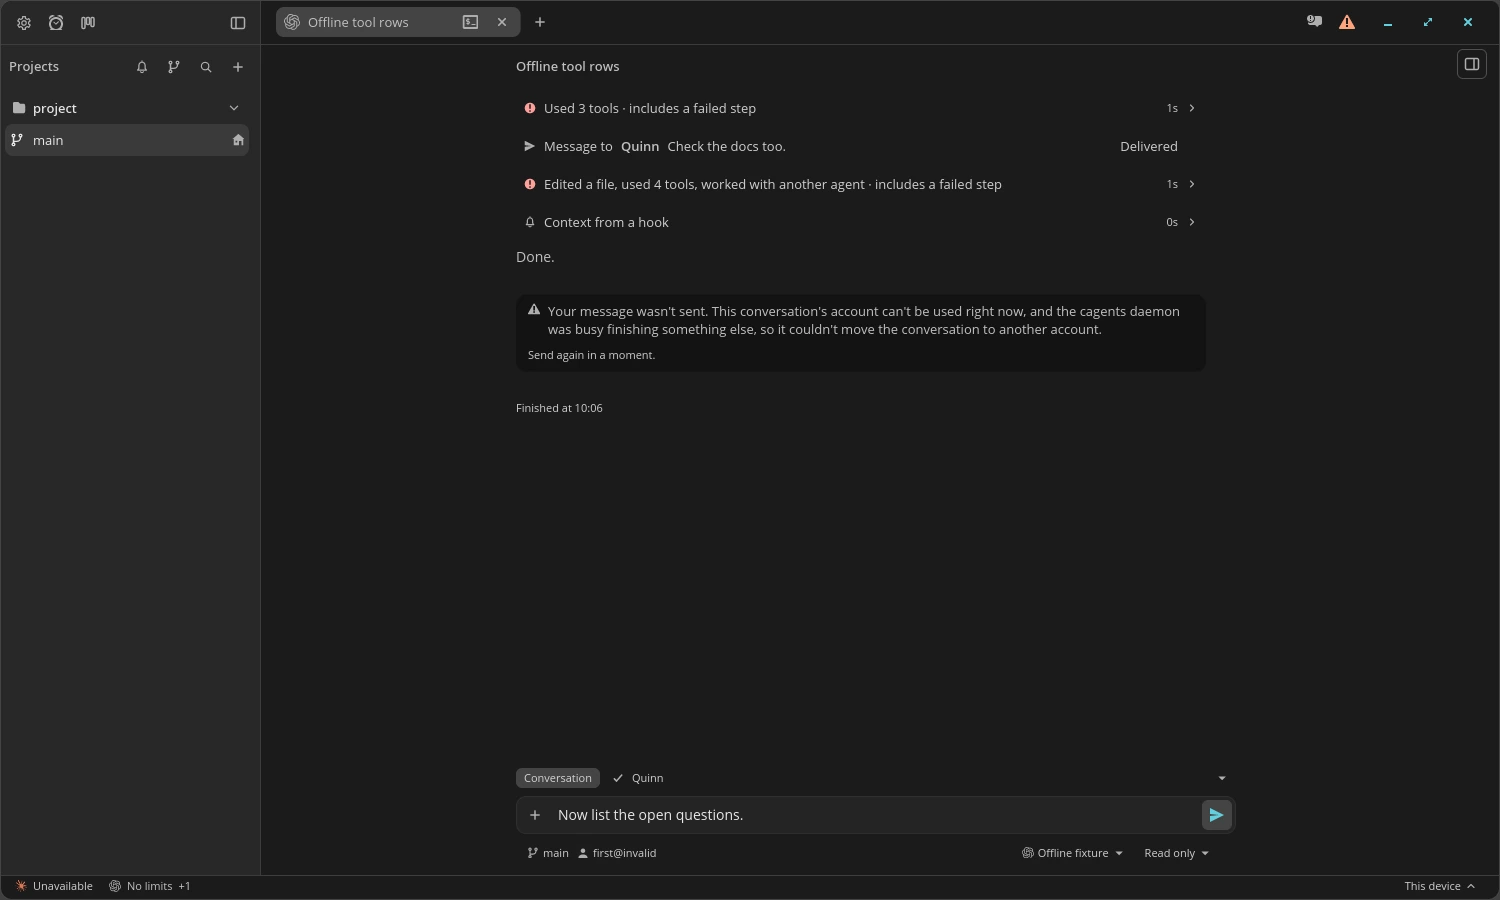 Offline tool rows
Projects
project
main
Offline tool rows
Used 3 tools · includes a failed step 1s
Message to Quinn Check the docs too. Delivered
Edited a file, used 4 tools, worked with another agent · includes a failed step 1s
Context from a hook 0s
Done.
Your message wasn't sent. This conversation's account can't be used right now, and the cagents daemon
was busy finishing something else, so it couldn't move the conversation to another account.
Send again in a moment.
Finished at 10:06
Conversation Quinn
Now list the open questions.
main first@invalid Offline fixture Read only
Unavailable No limits +1 This device